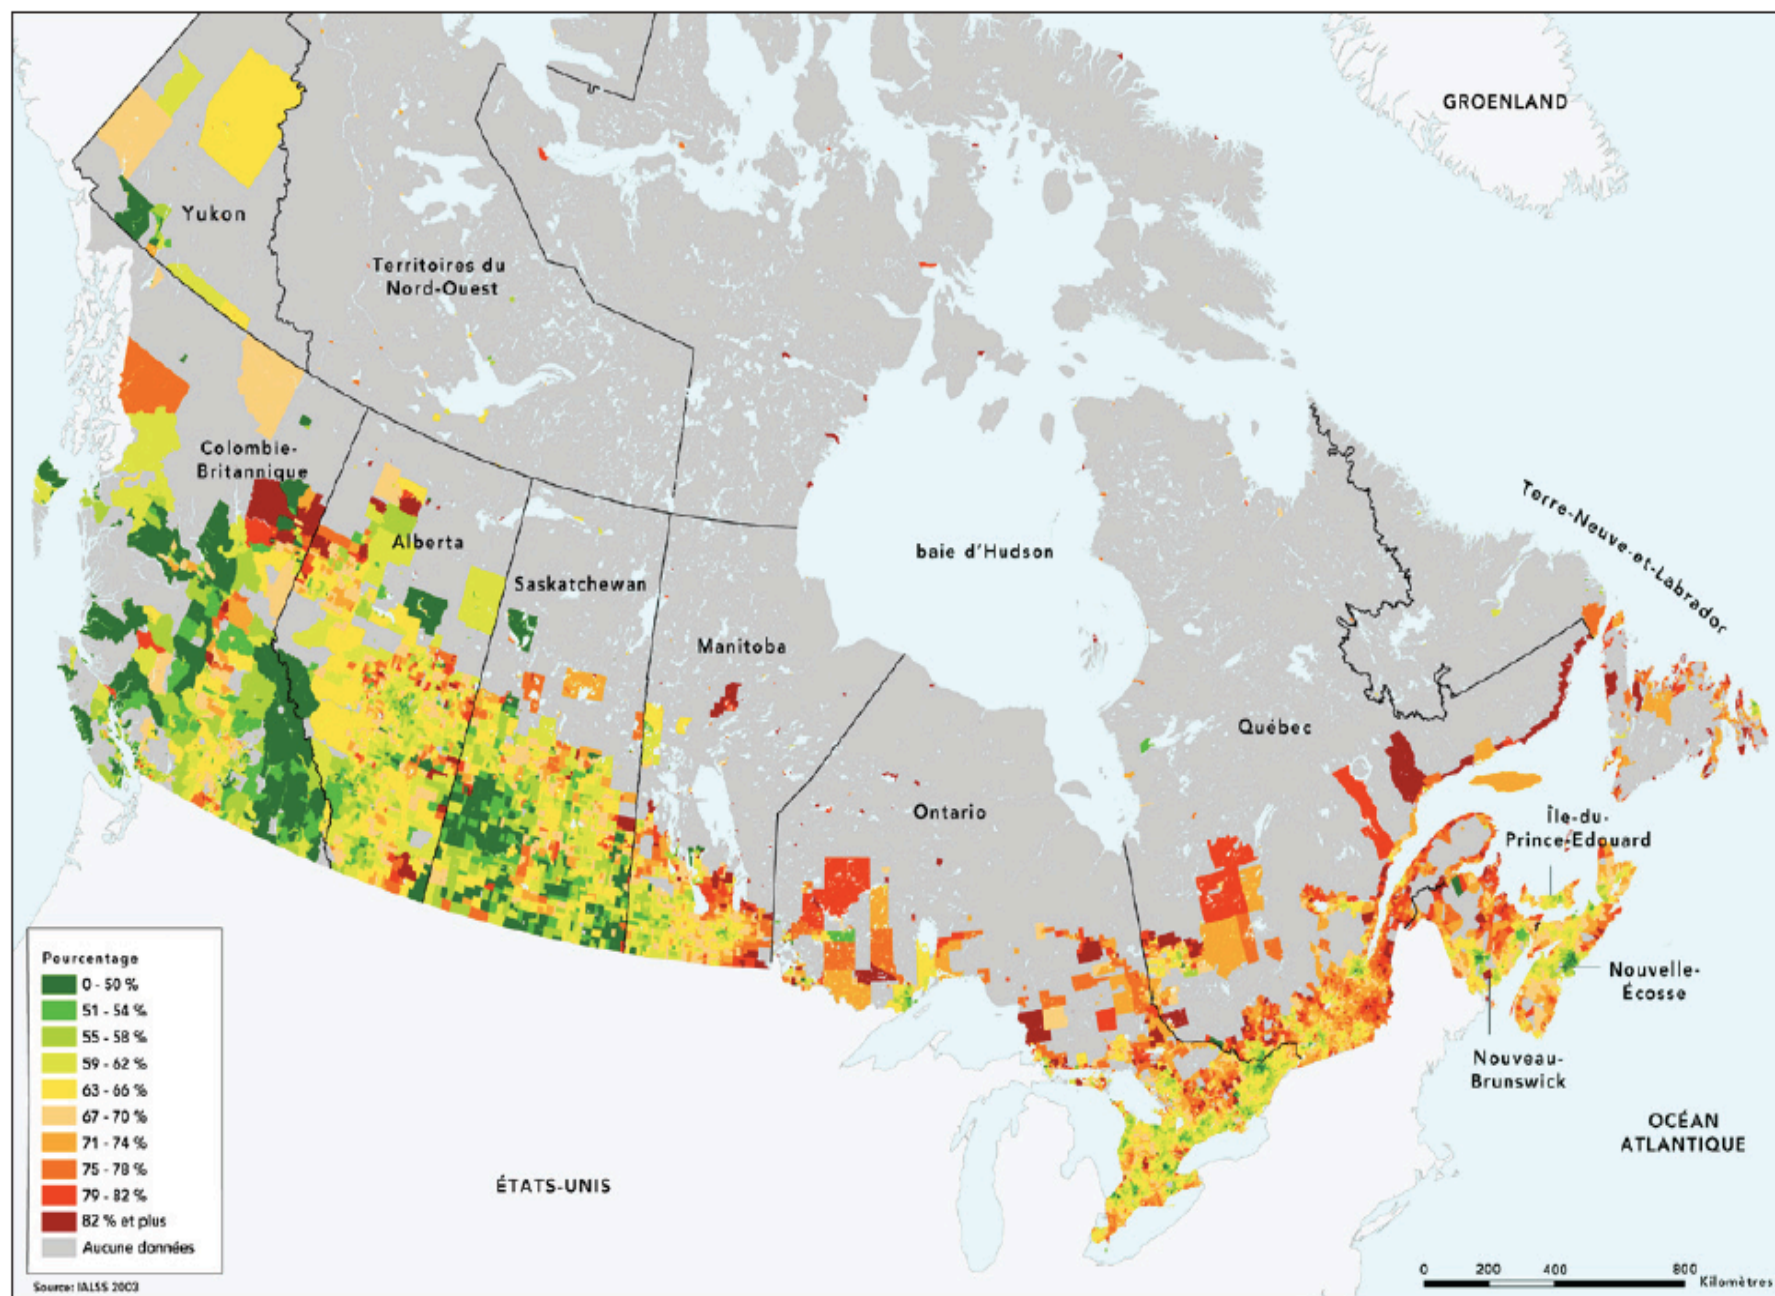 GROENLAND
Yukon
Territoires du
Nord-Ouest
Colombie-
Britannique
Terre-Neuve-et-Labrador
Alberta
baie d'Hudson
Saskatchewan
Manitoba
Québec
Ontario
Île-du-
Prince-Edouard
Nouvelle-
Écosse
Nouveau-
Brunswick
OCÉAN
ATLANTIQUE
ÉTATS-UNIS
Pourcentage
0 - 50 %
51 - 54 %
55 - 58 %
59 - 62 %
63 - 66 %
67 - 70 %
71 - 74 %
75 - 78 %
79 - 82 %
82 % et plus
Aucune données
Source: IALSS 2003
0 200 400 800
Kilomètres